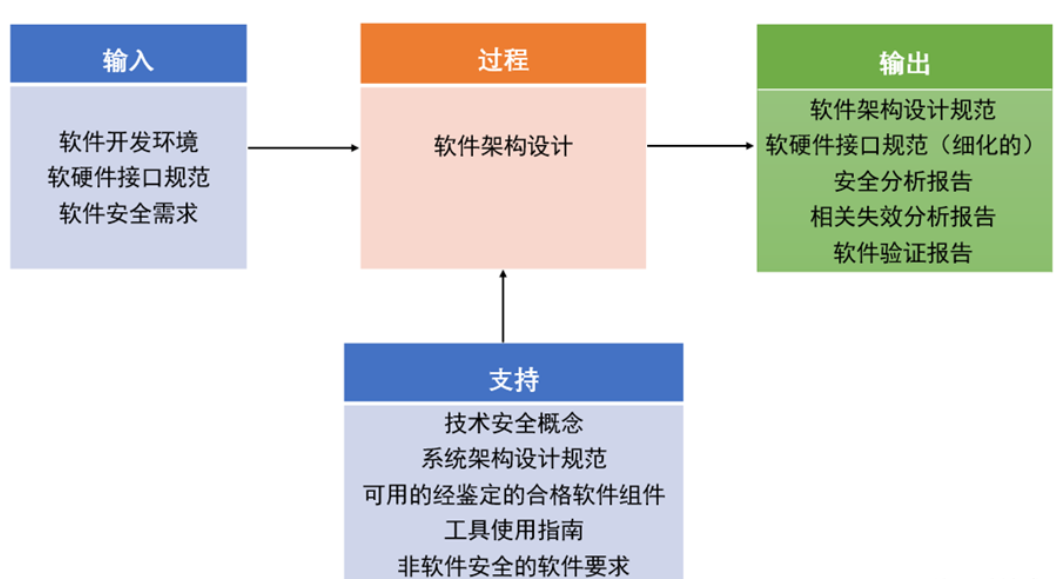 输入
软件开发环境
软硬件接口规范
软件安全需求
过程
软件架构设计
输出
软件架构设计规范
软硬件接口规范（细化的）
安全分析报告
相关失效分析报告
软件验证报告
支持
技术安全概念
系统架构设计规范
可用的经鉴定的合格软件组件
工具使用指南
非软件安全的软件要求